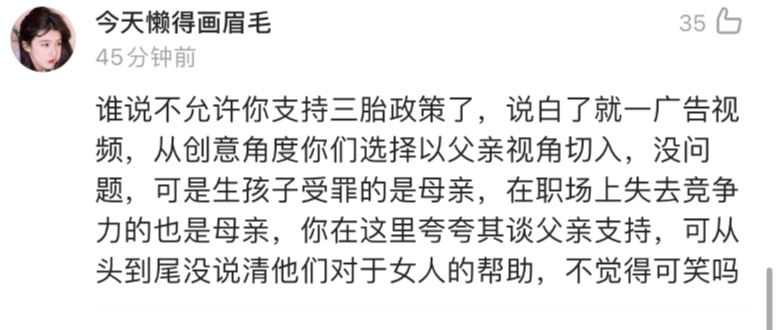 今天懒得画眉毛
35
45分钟前
谁说不允许你支持三胎政策了，说白了就一广告视
频，从创意角度你们选择以父亲视角切入，没问
题，可是生孩子受罪的是母亲，在职场上失去竞争
力的也是母亲，你在这里夸夸其谈父亲支持，可从
头到尾没说清他们对于女人的帮助，不觉得可笑吗